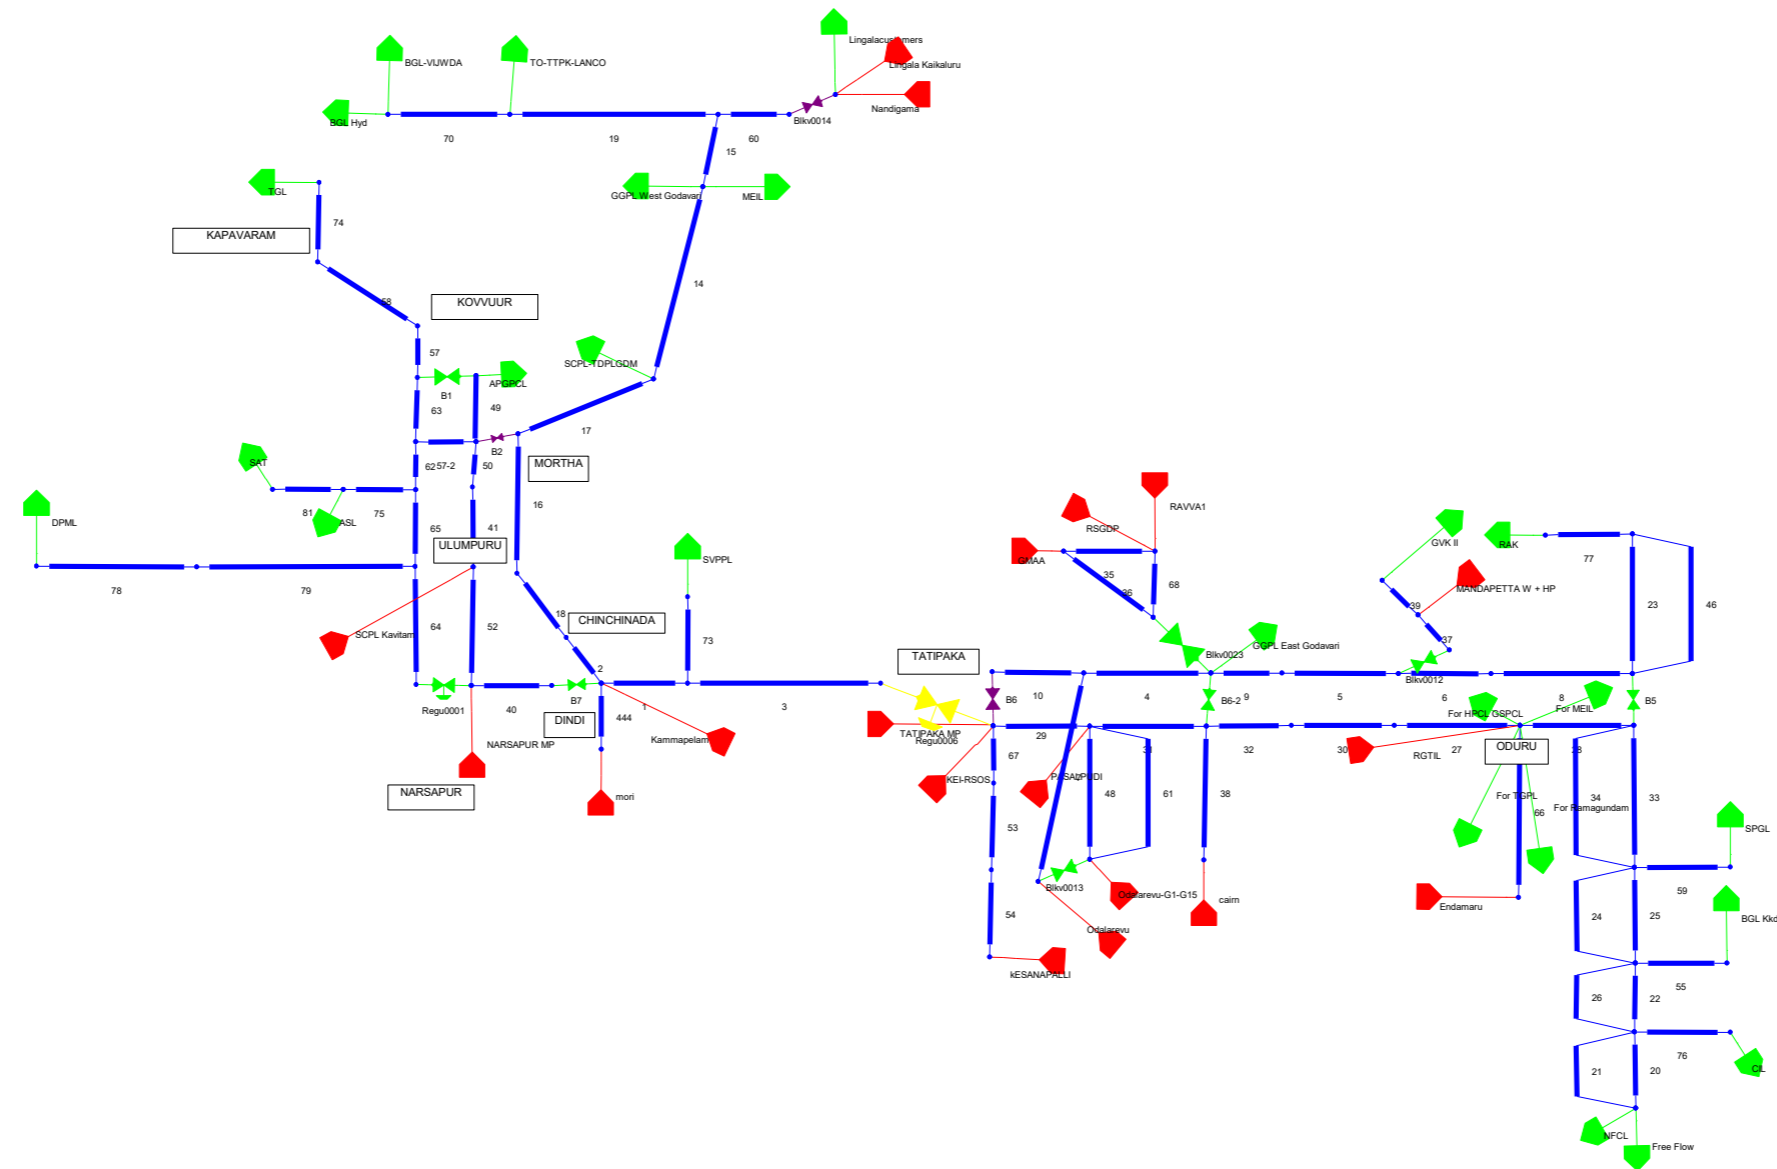 Lingalacustomers
BGL-VIJWDA
TO-TTPK-LANCO
Lingala Kaikaluru
Nandigama
BGL Hyd
Blkv0014
70
19
60
15
TGL
GGPL West Godavari
MEIL
74
KAPAVARAM
14
KOVVUUR
58
57
SCPL-TDPLGDM
APGPCL
B1
63
49
17
B2
62
57-2
50
MORTHA
SAT
RAVVA1
81
75
ASL
16
DPML
65
41
RSGDP
GVK II
RAK
ULUMPURU
SVPPL
GMAA
77
35
68
78
79
36
MANDAPETTA W + HP
39
23
46
18
CHINCHINADA
64
52
SCPL Kavitam
73
37
GGPL East Godavari
TATIPAKA
Blkv0023
2
Blkv0012
10
B6
4
B6-2
9
5
6
8
B5
Regu0001
40
B7
DINDI
444
1
3
For HPCL GSPCL
For MEIL
TATIPAKA MP
Regu0006
29
31
32
30
27
28
NARSAPUR MP
Kammapelam
67
RGTIL
ODURU
KEI-RSOS
PASALPUDI
7
NARSAPUR
mori
48
61
38
For TGPL
For Ramagundam
66
34
33
53
SPGL
Blkv0013
Odalarevu-G1-G15
59
cairn
Endamaru
54
24
25
BGL Kkd
Odalarevu
kESANAPALLI
55
26
22
76
21
20
CIL
NFCL
Free Flow